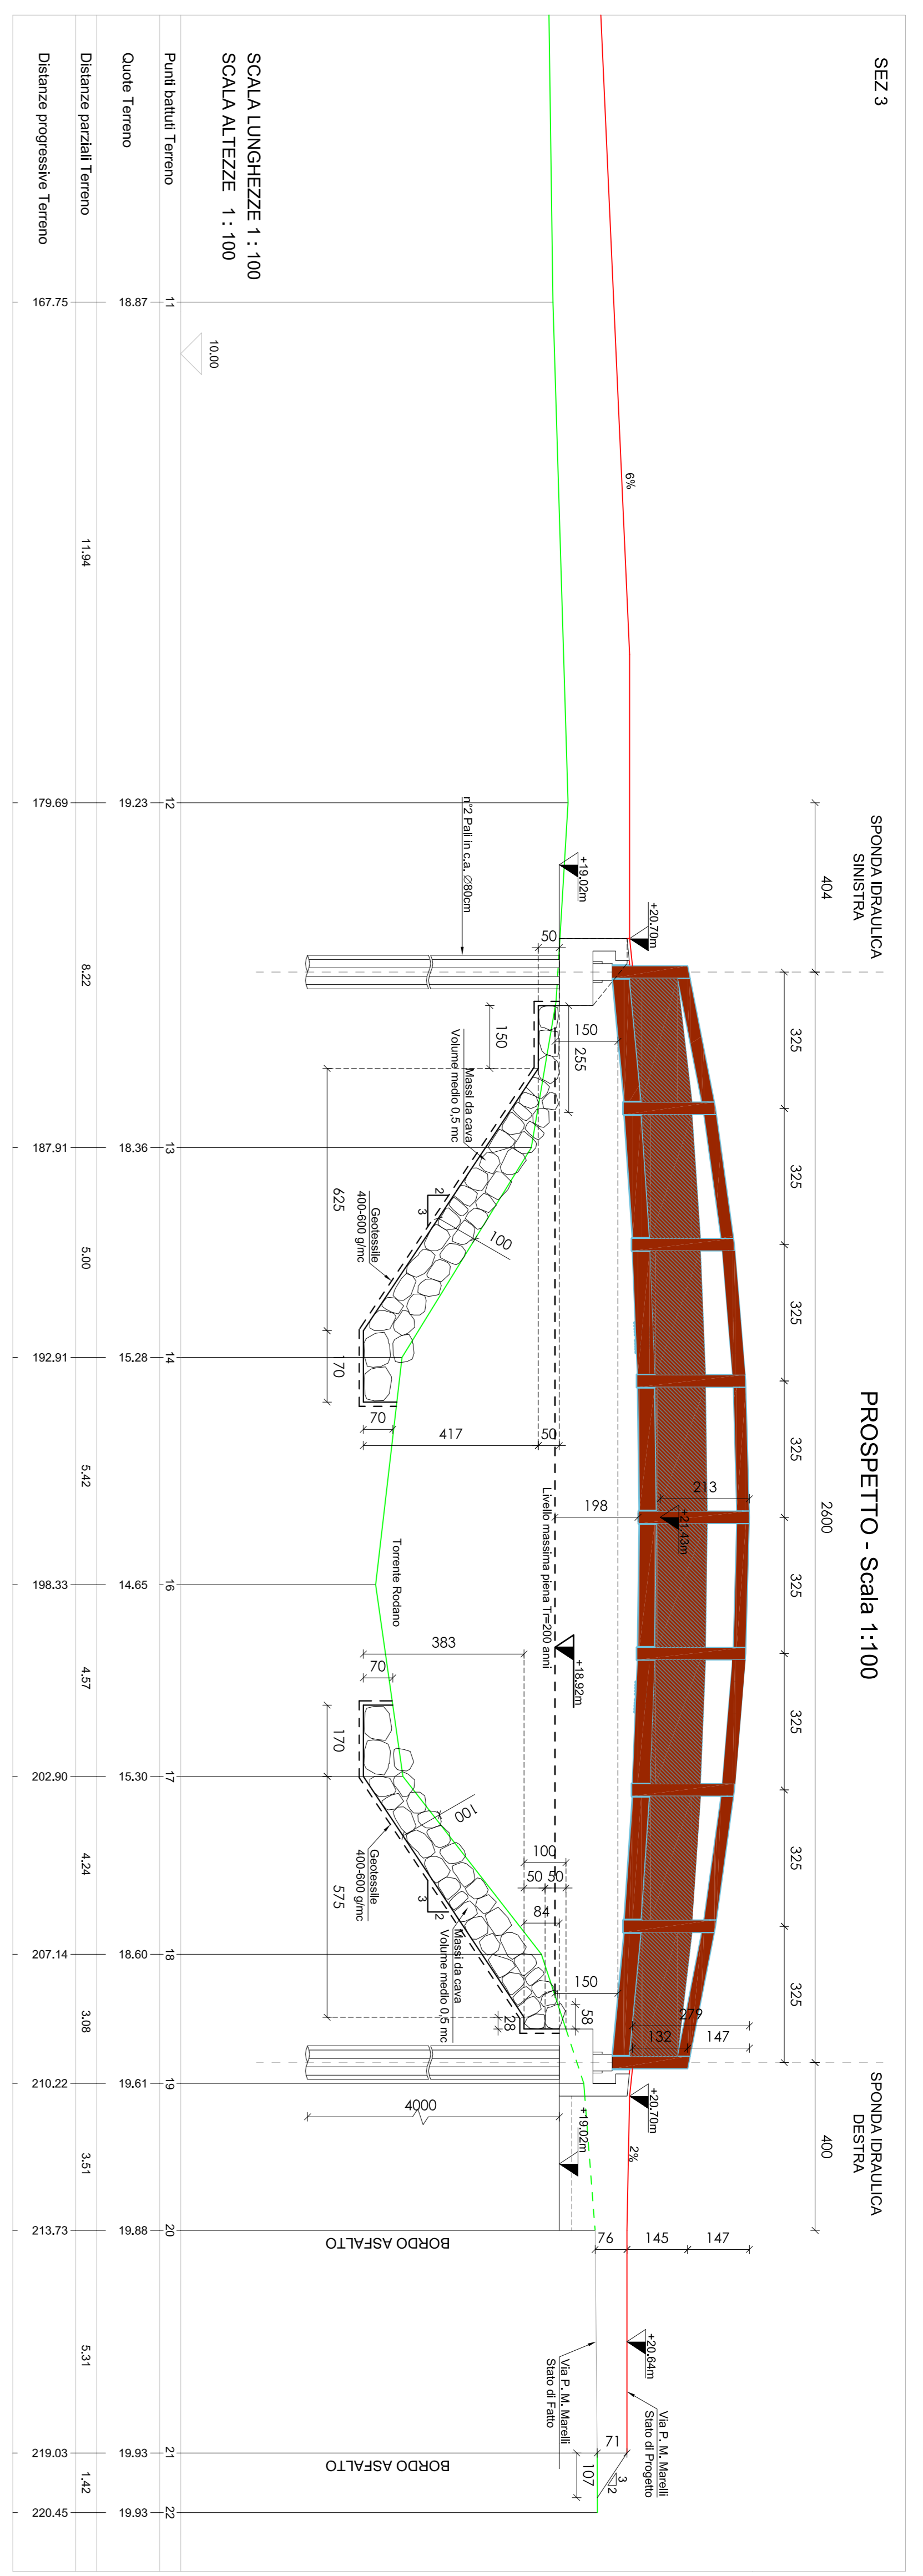 SEZ 3
PROSPETTO - Scala 1:100
SPONDA IDRAULICA
SINISTRA
SPONDA IDRAULICA
DESTRA
404
2600
400
325
325
325
325
325
325
325
325
6%
+20.70m
+19.02m
50
150
255
150
n°2 Pali in c.a. Ø80cm
Massi da cava
Volume medio 0,5 mc
2
3
Geotessile
400-600 g/mc
100
625
170
70
417
50
198
213
+21.43m
Livello massima piena Tr=200 anni
+18.92m
Torrente Rodano
383
70
170
100
Geotessile
400-600 g/mc
575
2
3
Massi da cava
Volume medio 0,5 mc
100
50
50
84
150
58
28
279
132
147
+20.70m
2%
+19.02m
4000
76
145
147
+20.64m
Via P. M. Marelli
Stato di Progetto
Via P. M. Marelli
Stato di Fatto
71
107
3
2
BORDO ASFALTO
BORDO ASFALTO
SCALA LUNGHEZZE 1 : 100
SCALA ALTEZZE 1 : 100
10.00
Punti battuti Terreno 11 12 13 14 16 17 18 19 20 21 22
Quote Terreno 18.87 19.23 18.36 15.28 14.65 15.30 18.60 19.61 19.88 19.93 19.93
Distanze parziali Terreno 11.94 8.22 5.00 5.42 4.57 4.24 3.08 3.51 5.31 1.42
Distanze progressive Terreno 167.75 179.69 187.91 192.91 198.33 202.90 207.14 210.22 213.73 219.03 220.45